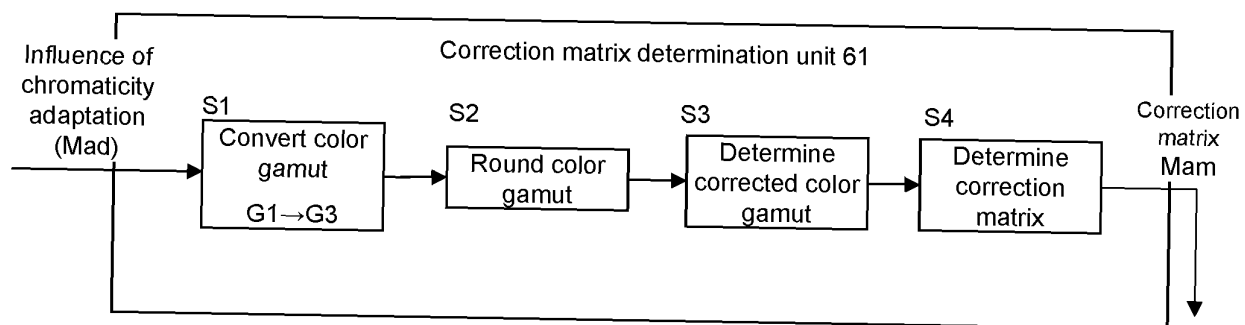 Influence of
chromaticity
adaptation
(Mad)
Correction matrix determination unit 61
S1
Convert color
gamut
G1→G3
S2
Round color
gamut
S3
Determine
corrected color
gamut
S4
Determine
correction
matrix
Correction
matrix
Mam